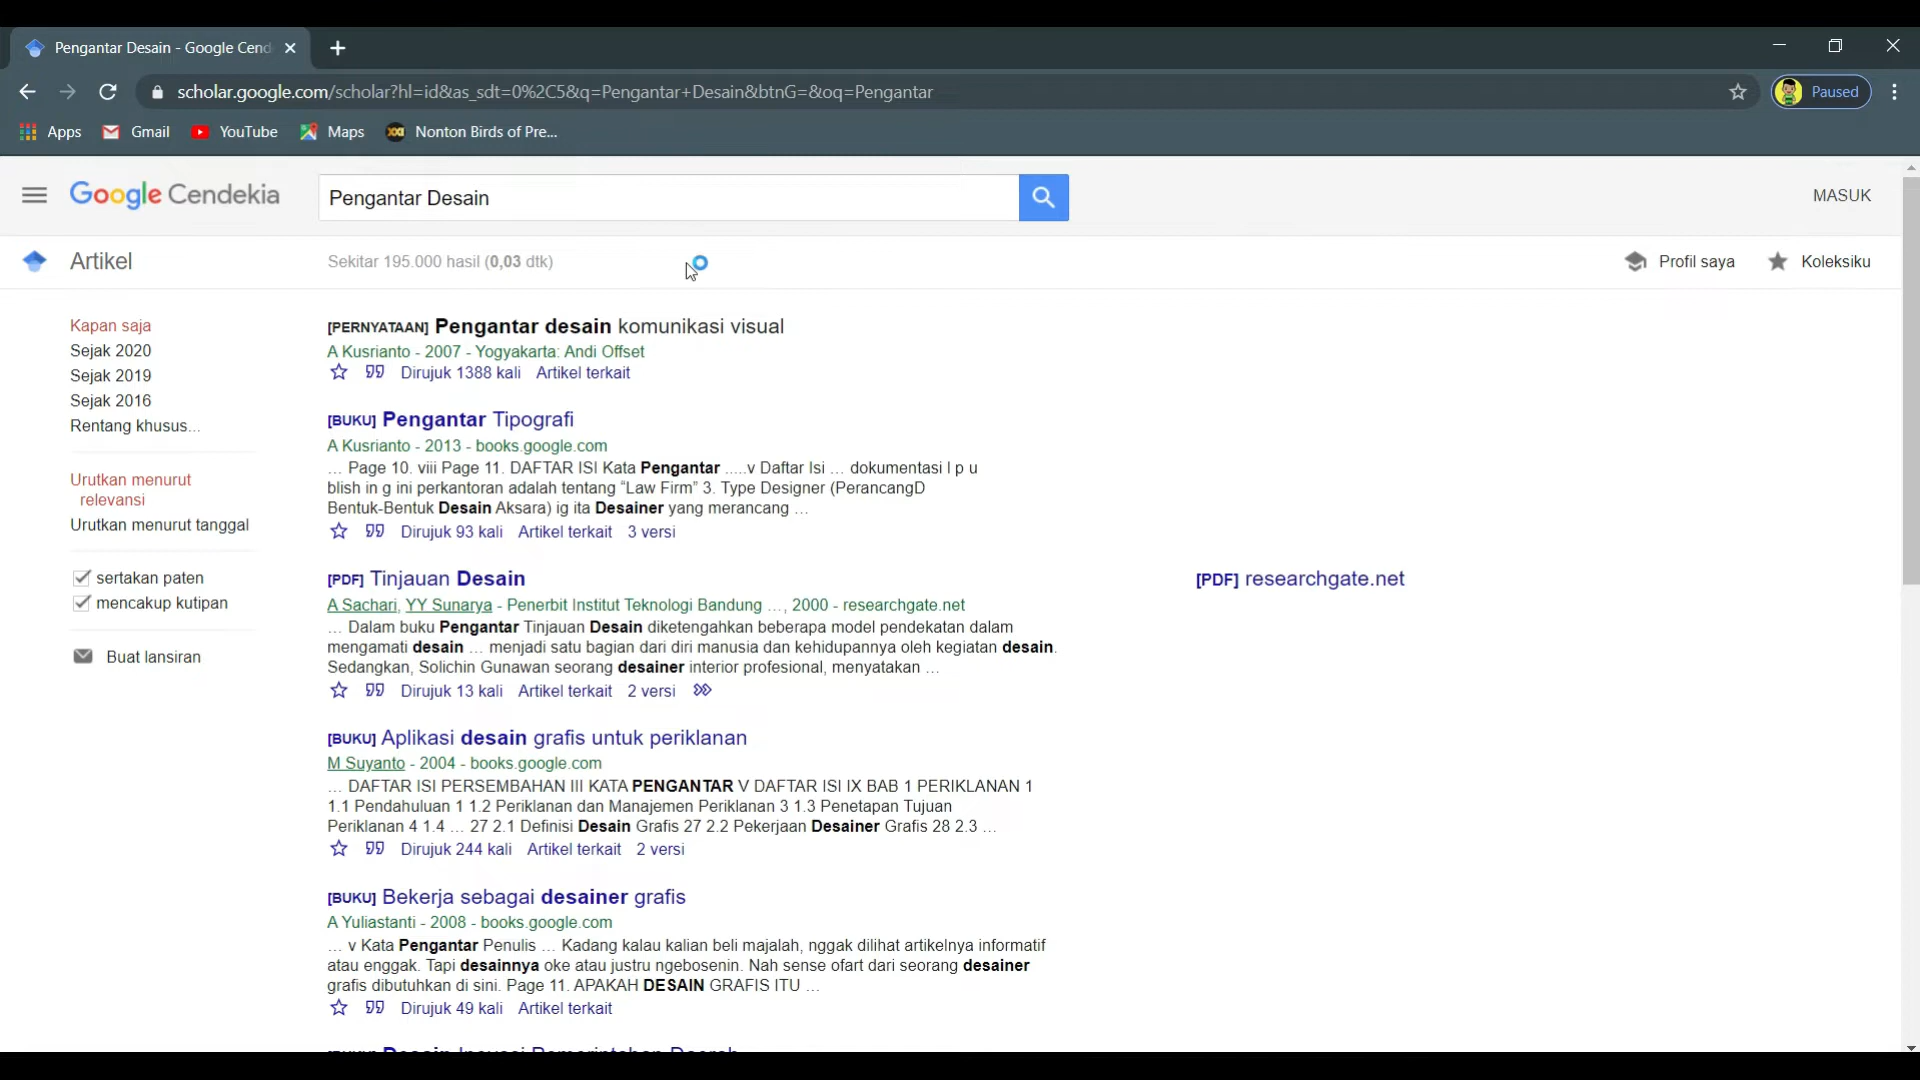 Pengantar Desain - Google Cend
Paused
scholar.google.com/scholar?hl=id&as_sdt=0%2C5&q=Pengantar+Desain&btnG=&oq=Pengantar
Apps Gmail YouTube Maps Nonton Birds of Pre...
Google Cendekia
Pengantar Desain
MASUK
Artikel
Sekitar 195.000 hasil (0,03 dtk)
Profil saya Koleksiku
Kapan saja
Sejak 2020
Sejak 2019
Sejak 2016
Rentang khusus...
Urutkan menurut
relevansi
Urutkan menurut tanggal
sertakan paten
mencakup kutipan
Buat lansiran
[PERNYATAAN] Pengantar desain komunikasi visual
A Kusrianto - 2007 - Yogyakarta: Andi Offset
Dirujuk 1388 kali Artikel terkait
[BUKU] Pengantar Tipografi
A Kusrianto - 2013 - books.google.com
... Page 10. viii Page 11. DAFTAR ISI Kata Pengantar .....v Daftar Isi ... dokumentasi l p u
blish in g ini perkantoran adalah tentang “Law Firm” 3. Type Designer (PerancangD
Bentuk-Bentuk Desain Aksara) ig ita Desainer yang merancang ...
Dirujuk 93 kali Artikel terkait 3 versi
[PDF] Tinjauan Desain
A Sachari, YY Sunarya - Penerbit Institut Teknologi Bandung ..., 2000 - researchgate.net
... Dalam buku Pengantar Tinjauan Desain diketengahkan beberapa model pendekatan dalam
mengamati desain ... menjadi satu bagian dari diri manusia dan kehidupannya oleh kegiatan desain.
Sedangkan, Solichin Gunawan seorang desainer interior profesional, menyatakan ...
Dirujuk 13 kali Artikel terkait 2 versi
[PDF] researchgate.net
[BUKU] Aplikasi desain grafis untuk periklanan
M Suyanto - 2004 - books.google.com
... DAFTAR ISI PERSEMBAHAN III KATA PENGANTAR V DAFTAR ISI IX BAB 1 PERIKLANAN 1
1.1 Pendahuluan 1 1.2 Periklanan dan Manajemen Periklanan 3 1.3 Penetapan Tujuan
Periklanan 4 1.4 ... 27 2.1 Definisi Desain Grafis 27 2.2 Pekerjaan Desainer Grafis 28 2.3 ...
Dirujuk 244 kali Artikel terkait 2 versi
[BUKU] Bekerja sebagai desainer grafis
A Yuliastanti - 2008 - books.google.com
... v Kata Pengantar Penulis ... Kadang kalau kalian beli majalah, nggak dilihat artikelnya informatif
atau enggak. Tapi desainnya oke atau justru ngebosenin. Nah sense ofart dari seorang desainer
grafis dibutuhkan di sini. Page 11. APAKAH DESAIN GRAFIS ITU ...
Dirujuk 49 kali Artikel terkait